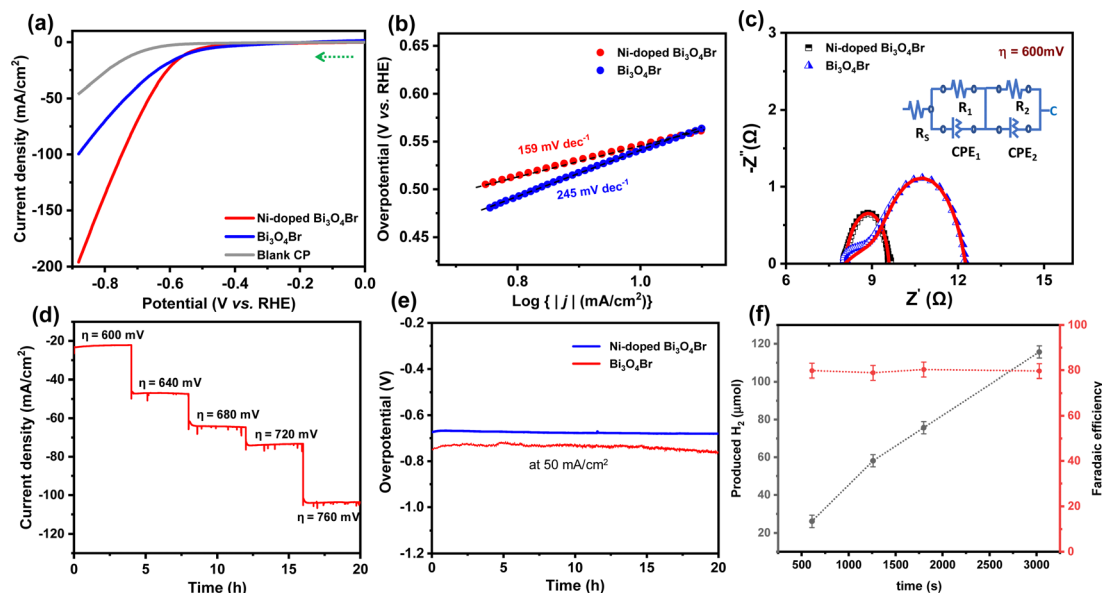 (a)
0
-50
-100
-150
-200
-0.8
-0.6
-0.4
-0.2
0.0
Current density (mA/cm²)
Potential (V vs. RHE)
Ni-doped Bi₃O₄Br
Bi₃O₄Br
Blank CP
(b)
0.65
0.60
0.55
0.50
0.45
0.8
1.0
Overpotential (V vs. RHE)
Log { | j | (mA/cm²)}
Ni-doped Bi₃O₄Br
Bi₃O₄Br
159 mV dec⁻¹
245 mV dec⁻¹
(c)
4
3
2
1
0
6
9
12
15
-Z'' (Ω)
Z' (Ω)
Ni-doped Bi₃O₄Br
Bi₃O₄Br
η = 600mV
R₁
R₂
C
Rₛ
CPE₁
CPE₂
(d)
-20
-40
-60
-80
-100
-120
0
5
10
15
20
Current density (mA/cm²)
Time (h)
η = 600 mV
η = 640 mV
η = 680 mV
η = 720 mV
η = 760 mV
(e)
-0.2
-0.4
-0.6
-0.8
-1.0
-1.2
0
5
10
15
20
Overpotential (V)
Time (h)
Ni-doped Bi₃O₄Br
Bi₃O₄Br
at 50 mA/cm²
(f)
120
100
80
60
40
20
500
1000
1500
2000
2500
3000
100
80
60
40
20
0
Produced H₂ (μmol)
time (s)
Faradaic efficiency